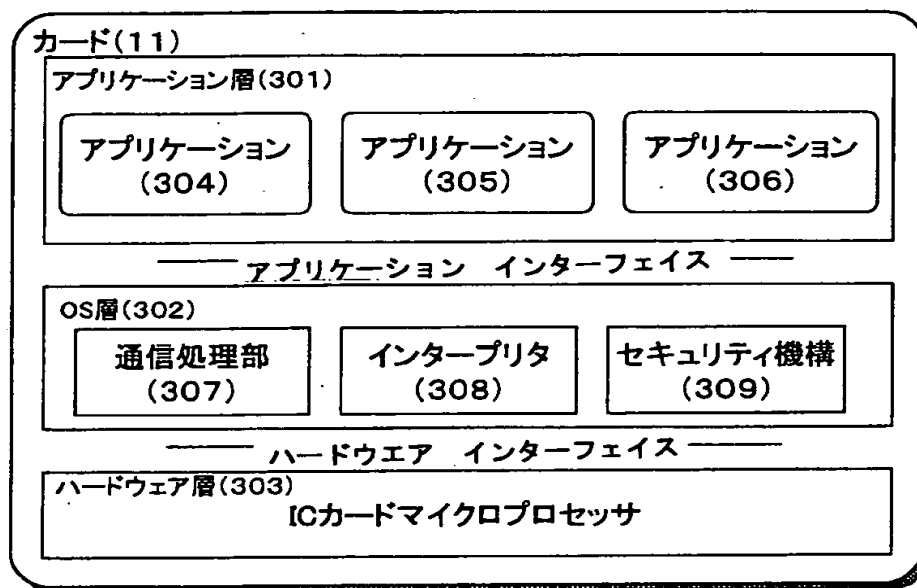 カード(11)
アプリケーション層(301)
アプリケーション アプリケーション アプリケーション
(304) (305) (306)
アプリケーション インターフェイス
OS層(302)
通信処理部 インタープリタ セキュリティ機構
(307) (308) (309)
ハードウエア インターフェイス
ハードウェア層(303)
ICカードマイクロプロセッサ